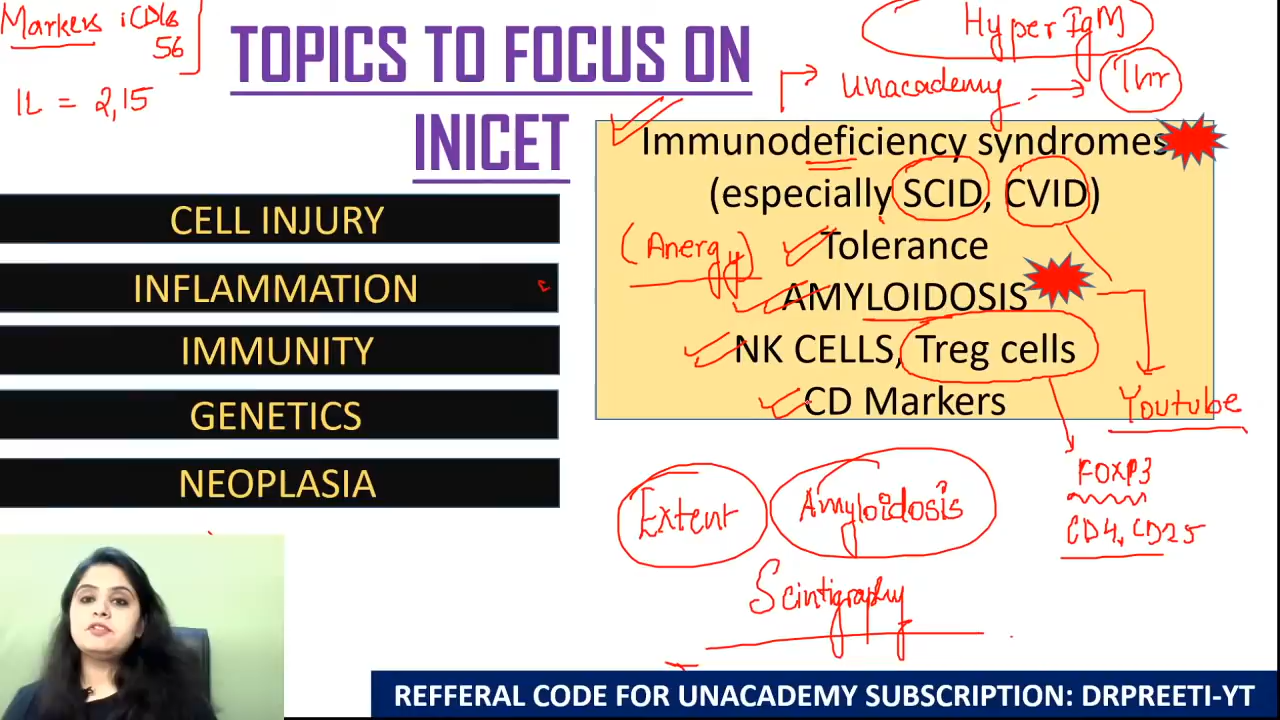 Markers : CD16
56
IL = 2,15
TOPICS TO FOCUS ON
INICET
CELL INJURY
INFLAMMATION
IMMUNITY
GENETICS
NEOPLASIA
Hyper IgM
Unacademy
1hr
Immunodeficiency syndromes
(especially SCID, CVID)
(Anergy)
Tolerance
AMYLOIDOSIS
NK CELLS, Treg cells
CD Markers
Youtube
FOXP3
CD4, CD25
Extent Amyloidosis
Scintigraphy
REFFERAL CODE FOR UNACADEMY SUBSCRIPTION: DRPREETI-YT